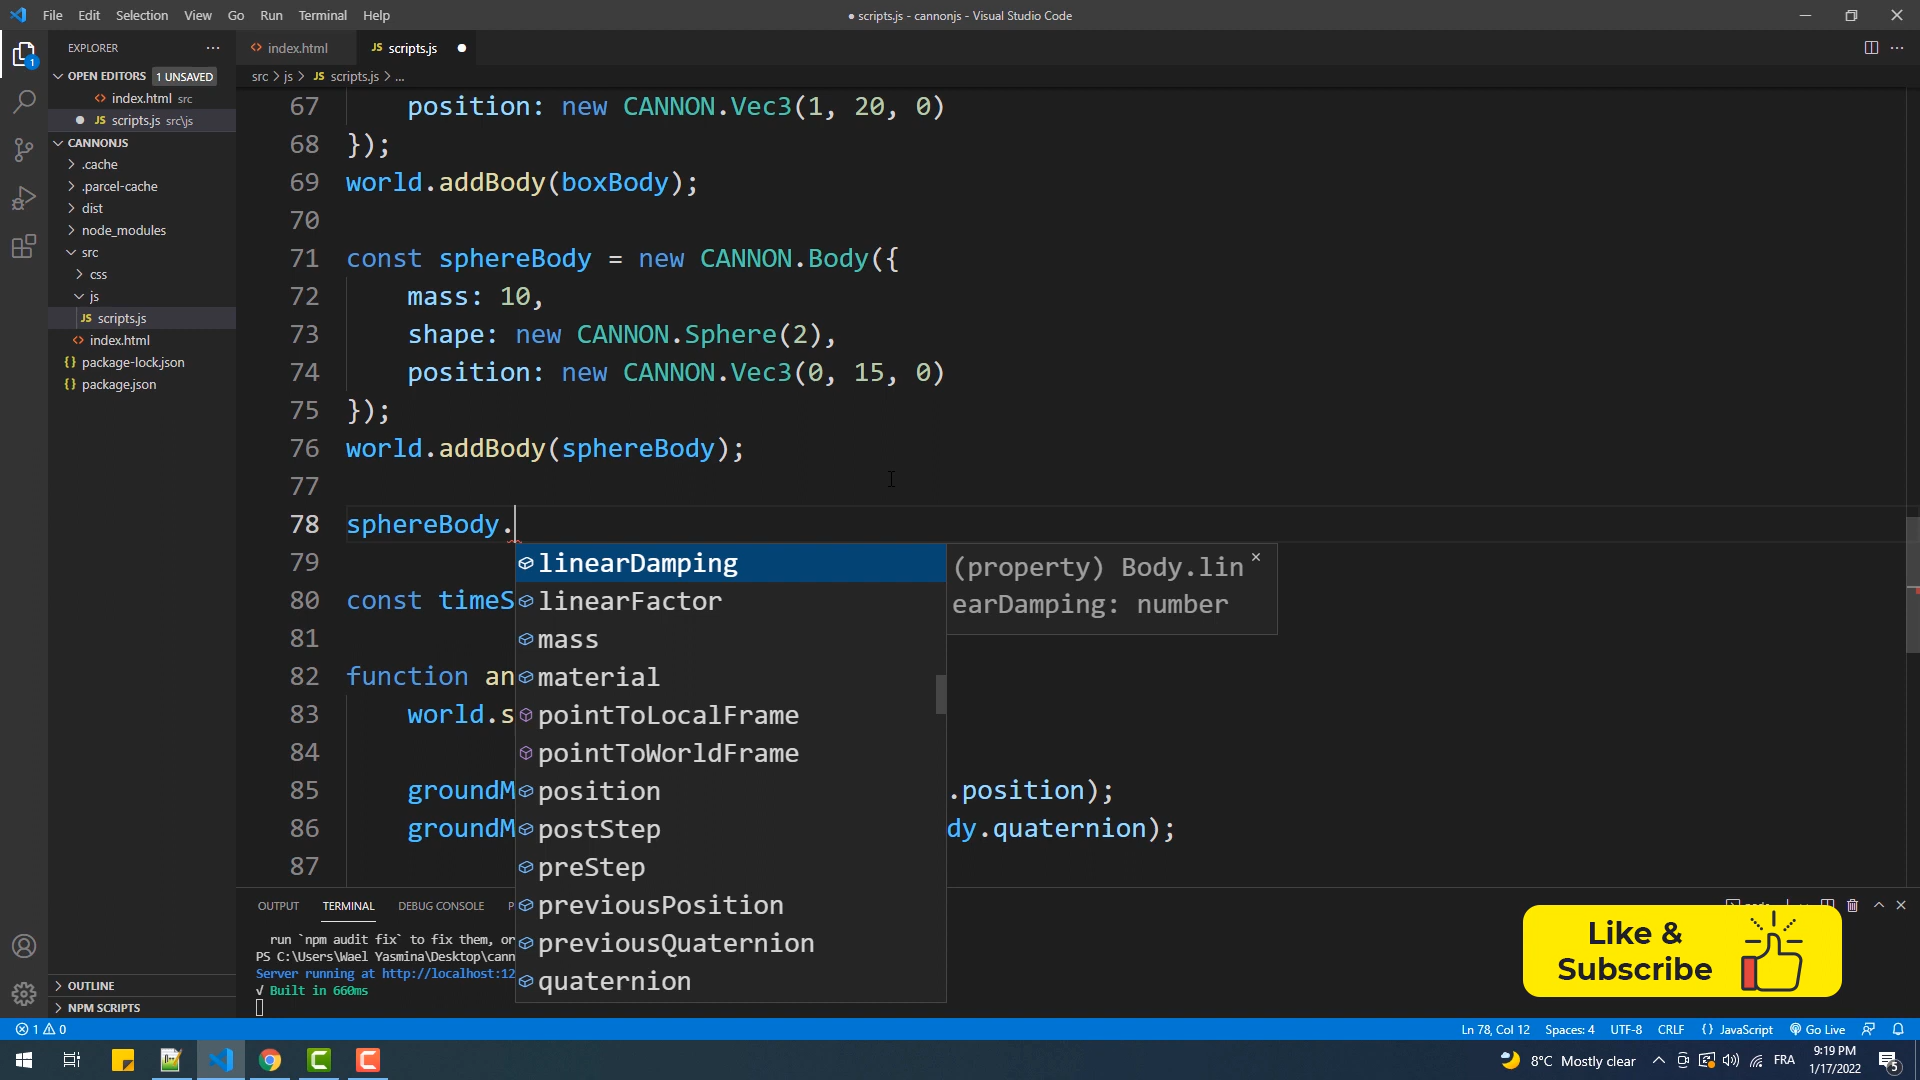 File Edit Selection View Go Run Terminal Help
● scripts.js - cannonjs - Visual Studio Code
EXPLORER
index.html
JS scripts.js
OPEN EDITORS 1 UNSAVED
index.html src
JS scripts.js src\js
src > js > JS scripts.js > ...
1
CANNONJS
.cache
.parcel-cache
dist
node_modules
src
css
js
JS scripts.js
index.html
{} package-lock.json
{} package.json
OUTLINE
NPM SCRIPTS
67 position: new CANNON.Vec3(1, 20, 0)
68 });
69 world.addBody(boxBody);
70
71 const sphereBody = new CANNON.Body({
72 mass: 10,
73 shape: new CANNON.Sphere(2),
74 position: new CANNON.Vec3(0, 15, 0)
75 });
76 world.addBody(sphereBody);
77
78 sphereBody.
79
80 const timeS
81
82 function an
83 world.s
84
85 groundM .position);
86 groundM dy.quaternion);
87
linearDamping
linearFactor
mass
material
pointToLocalFrame
pointToWorldFrame
position
postStep
preStep
previousPosition
previousQuaternion
quaternion
(property) Body.lin
earDamping: number
OUTPUT TERMINAL DEBUG CONSOLE P
run `npm audit fix` to fix them, or
PS C:\Users\Wael Yasmina\Desktop\cann
Server running at http://localhost:12
√ Built in 660ms
Like &
Subscribe
1 0
Ln 78, Col 12 Spaces: 4 UTF-8 CRLF {} JavaScript Go Live
8°C Mostly clear
FRA
9:19 PM
1/17/2022
5